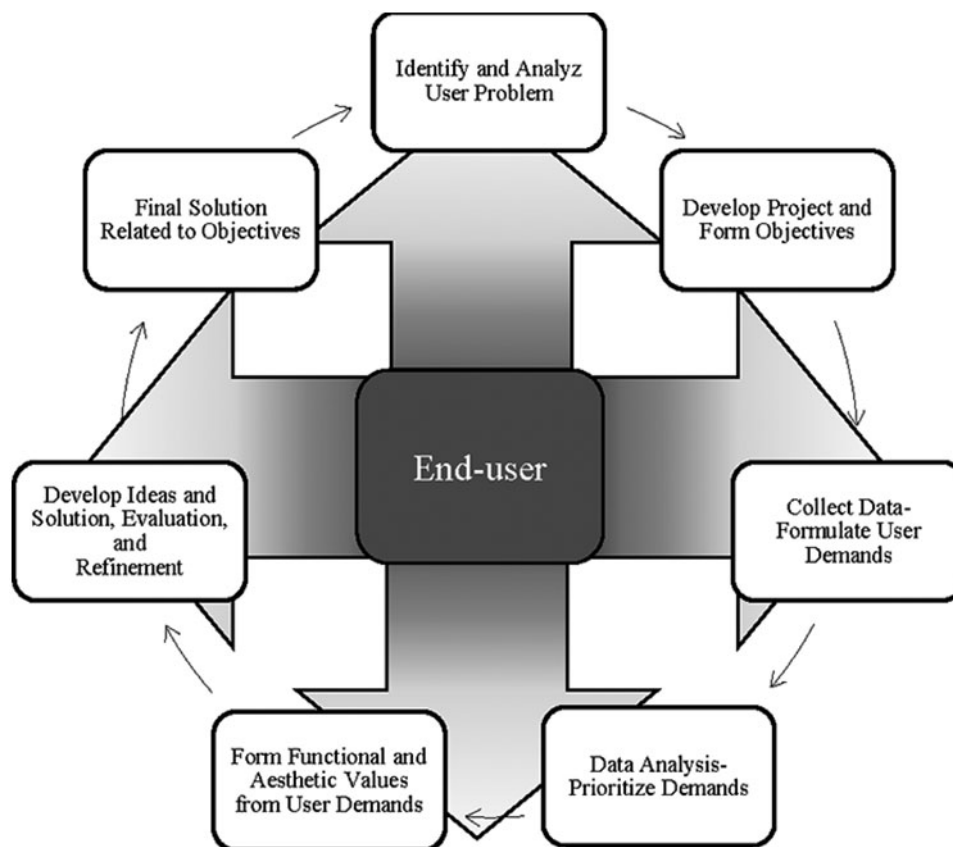 Identify and Analyz
User Problem
Develop Project and
Form Objectives
Collect Data-
Formulate User
Demands
Data Analysis-
Prioritize Demands
Form Functional and
Aesthetic Values
from User Demands
Develop Ideas and
Solution, Evaluation,
and
Refinement
Final Solution
Related to Objectives
End-user